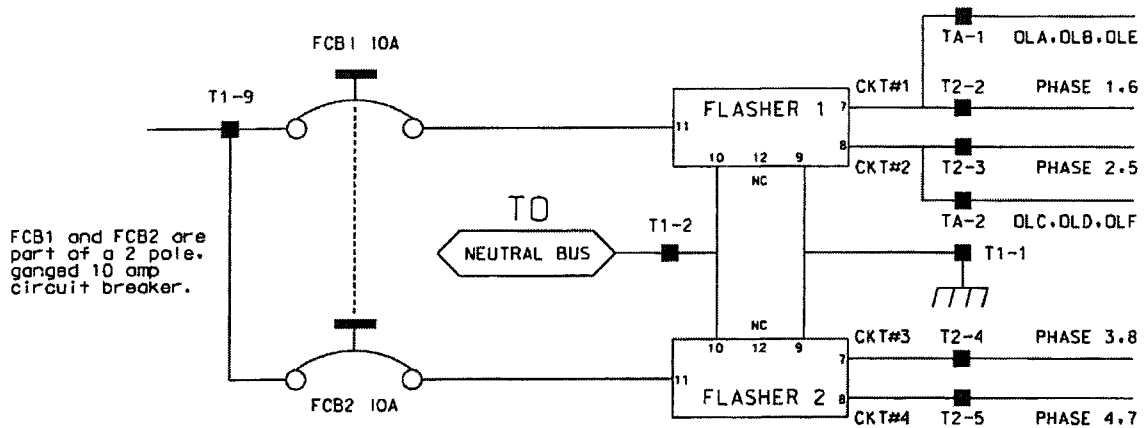 TA-1 OLA.OLB.OLE
FCB1 10A
T1-9
CKT#1 T2-2 PHASE 1.6
FLASHER 1
7
11
8
10 12 9
NC
CKT#2 T2-3 PHASE 2.5
TA-2 OLC.OLD.OLF
TO
NEUTRAL BUS
T1-2
T1-1
FCB1 and FCB2 are
part of a 2 pole.
ganged 10 amp
circuit breaker.
NC
10 12 9
CKT#3 T2-4 PHASE 3.8
7
11
FLASHER 2
8
FCB2 10A
CKT#4 T2-5 PHASE 4.7